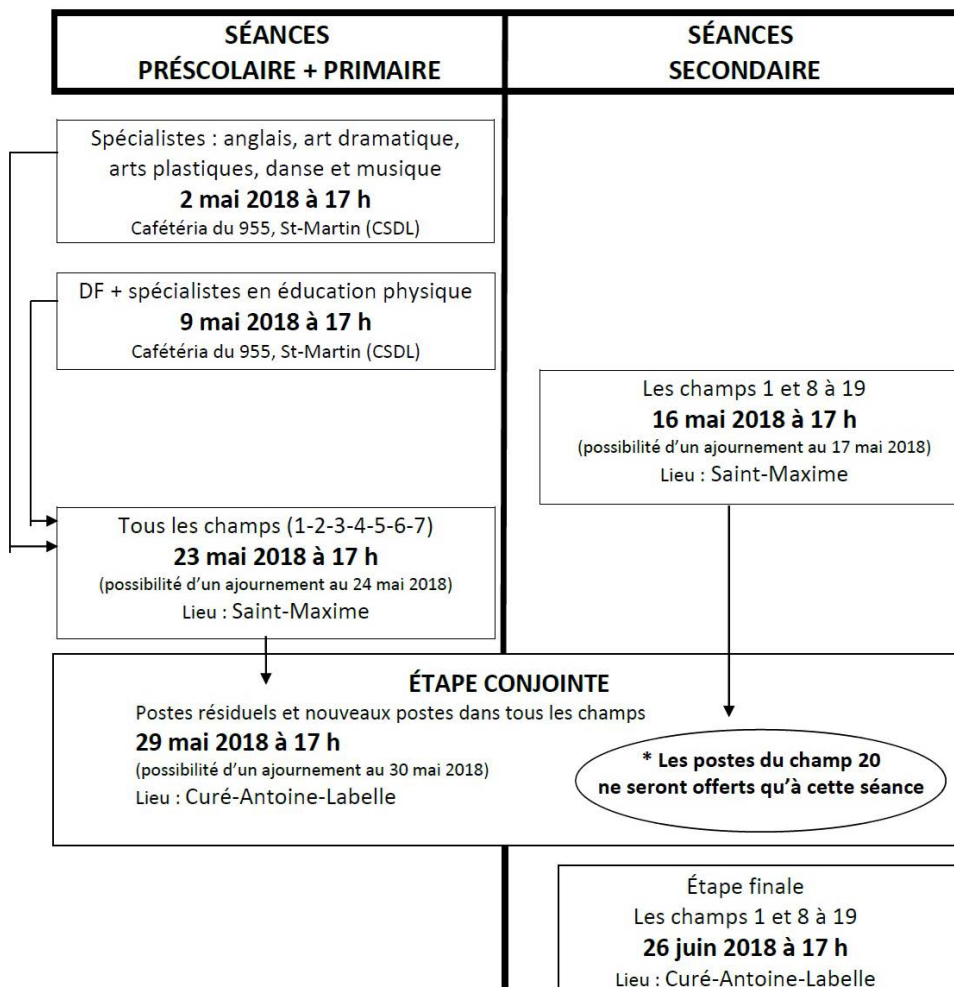 SÉANCES
PRÉSCOLAIRE + PRIMAIRE
SÉANCES
SECONDAIRE
Spécialistes : anglais, art dramatique,
arts plastiques, danse et musique
2 mai 2018 à 17 h
Cafétéria du 955, St-Martin (CSDL)
DF + spécialistes en éducation physique
9 mai 2018 à 17 h
Cafétéria du 955, St-Martin (CSDL)
Les champs 1 et 8 à 19
16 mai 2018 à 17 h
(possibilité d'un ajournement au 17 mai 2018)
Lieu : Saint-Maxime
Tous les champs (1-2-3-4-5-6-7)
23 mai 2018 à 17 h
(possibilité d'un ajournement au 24 mai 2018)
Lieu : Saint-Maxime
ÉTAPE CONJOINTE
Postes résiduels et nouveaux postes dans tous les champs
29 mai 2018 à 17 h
(possibilité d'un ajournement au 30 mai 2018)
Lieu : Curé-Antoine-Labelle
* Les postes du champ 20
ne seront offerts qu'à cette séance
Étape finale
Les champs 1 et 8 à 19
26 juin 2018 à 17 h
Lieu : Curé-Antoine-Labelle